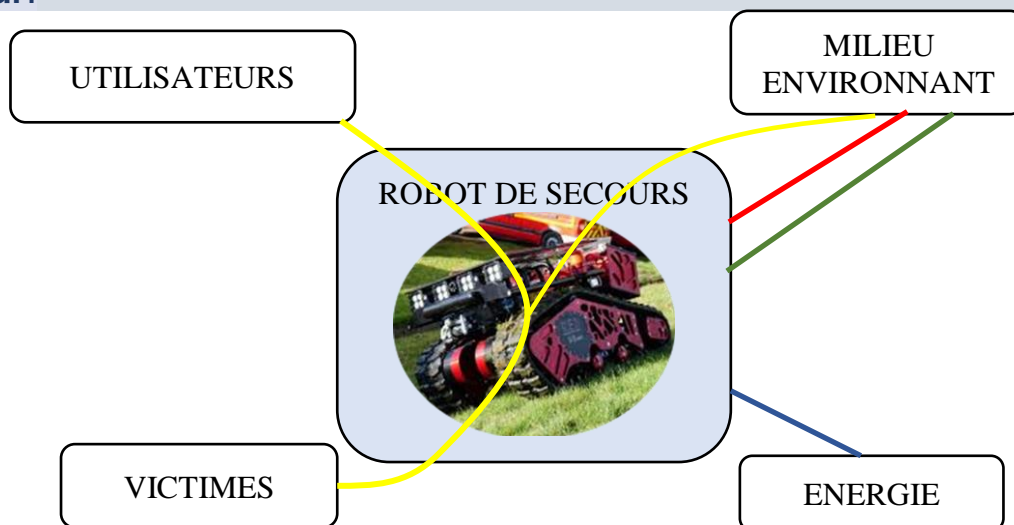 UTILISATEURS
MILIEU
ENVIRONNANT
ROBOT DE SECOURS
VICTIMES
ENERGIE